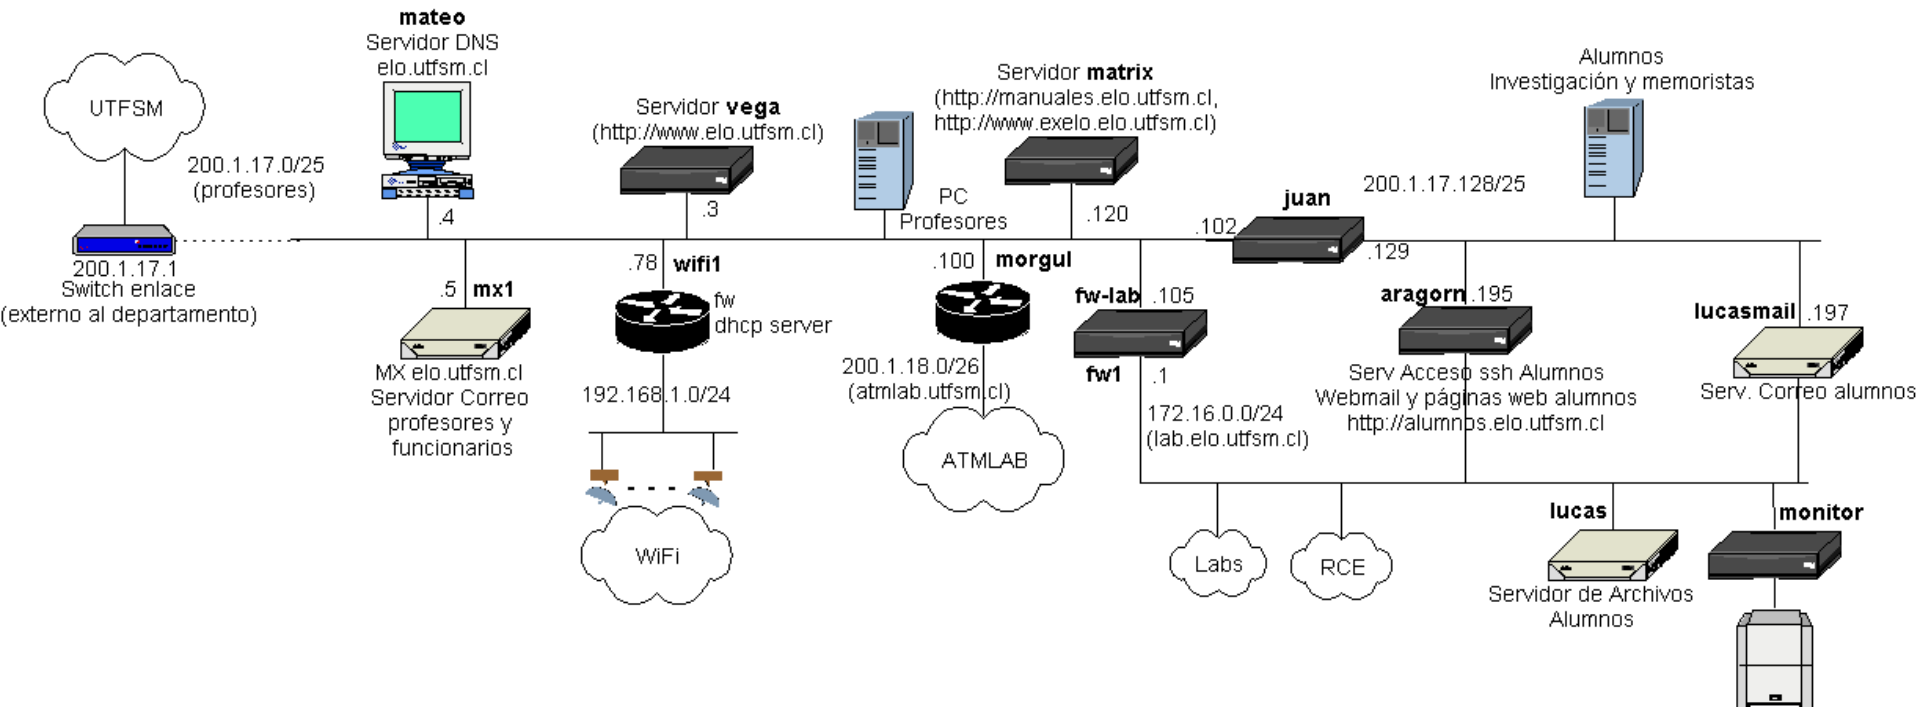 mateo
Servidor DNS
elo.utfsm.cl
UTFSM
200.1.17.0/25
(profesores)
.4
200.1.17.1
Switch enlace
(externo al departamento)
.5 mx1
MX elo.utfsm.cl
Servidor Correo
profesores y
funcionarios
Servidor vega
(http://www.elo.utfsm.cl)
.3
.78 wifi1
fw
dhcp server
192.168.1.0/24
WiFi
PC
Profesores
Servidor matrix
(http://manuales.elo.utfsm.cl,
http://www.exelo.elo.utfsm.cl)
.120
.100 morgul
200.1.18.0/26
(atmlab.utfsm.cl)
ATMLAB
fw-lab .105
fw1 .1
172.16.0.0/24
(lab.elo.utfsm.cl)
juan
.102
.129
200.1.17.128/25
Alumnos
Investigación y memoristas
aragorn .195
Serv Acceso ssh Alumnos
Webmail y páginas web alumnos
http://alumnos.elo.utfsm.cl
lucasmail .197
Serv. Correo alumnos
Labs
RCE
lucas
Servidor de Archivos
Alumnos
monitor